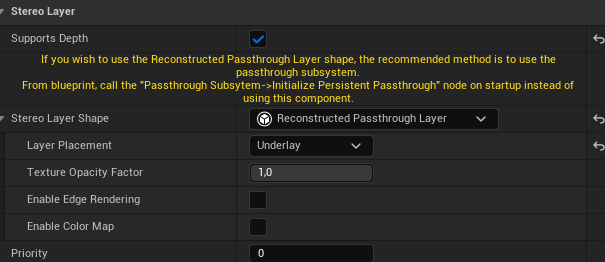 Stereo Layer
Supports Depth
If you wish to use the Reconstructed Passthrough Layer shape, the recommended method is to use the
passthrough subsystem.
From blueprint, call the "Passthrough Subsytem->Initialize Persistent Passthrough" node on startup instead of
using this component.
Stereo Layer Shape Reconstructed Passthrough Layer
Layer Placement Underlay
Texture Opacity Factor 1,0
Enable Edge Rendering
Enable Color Map
Priority 0